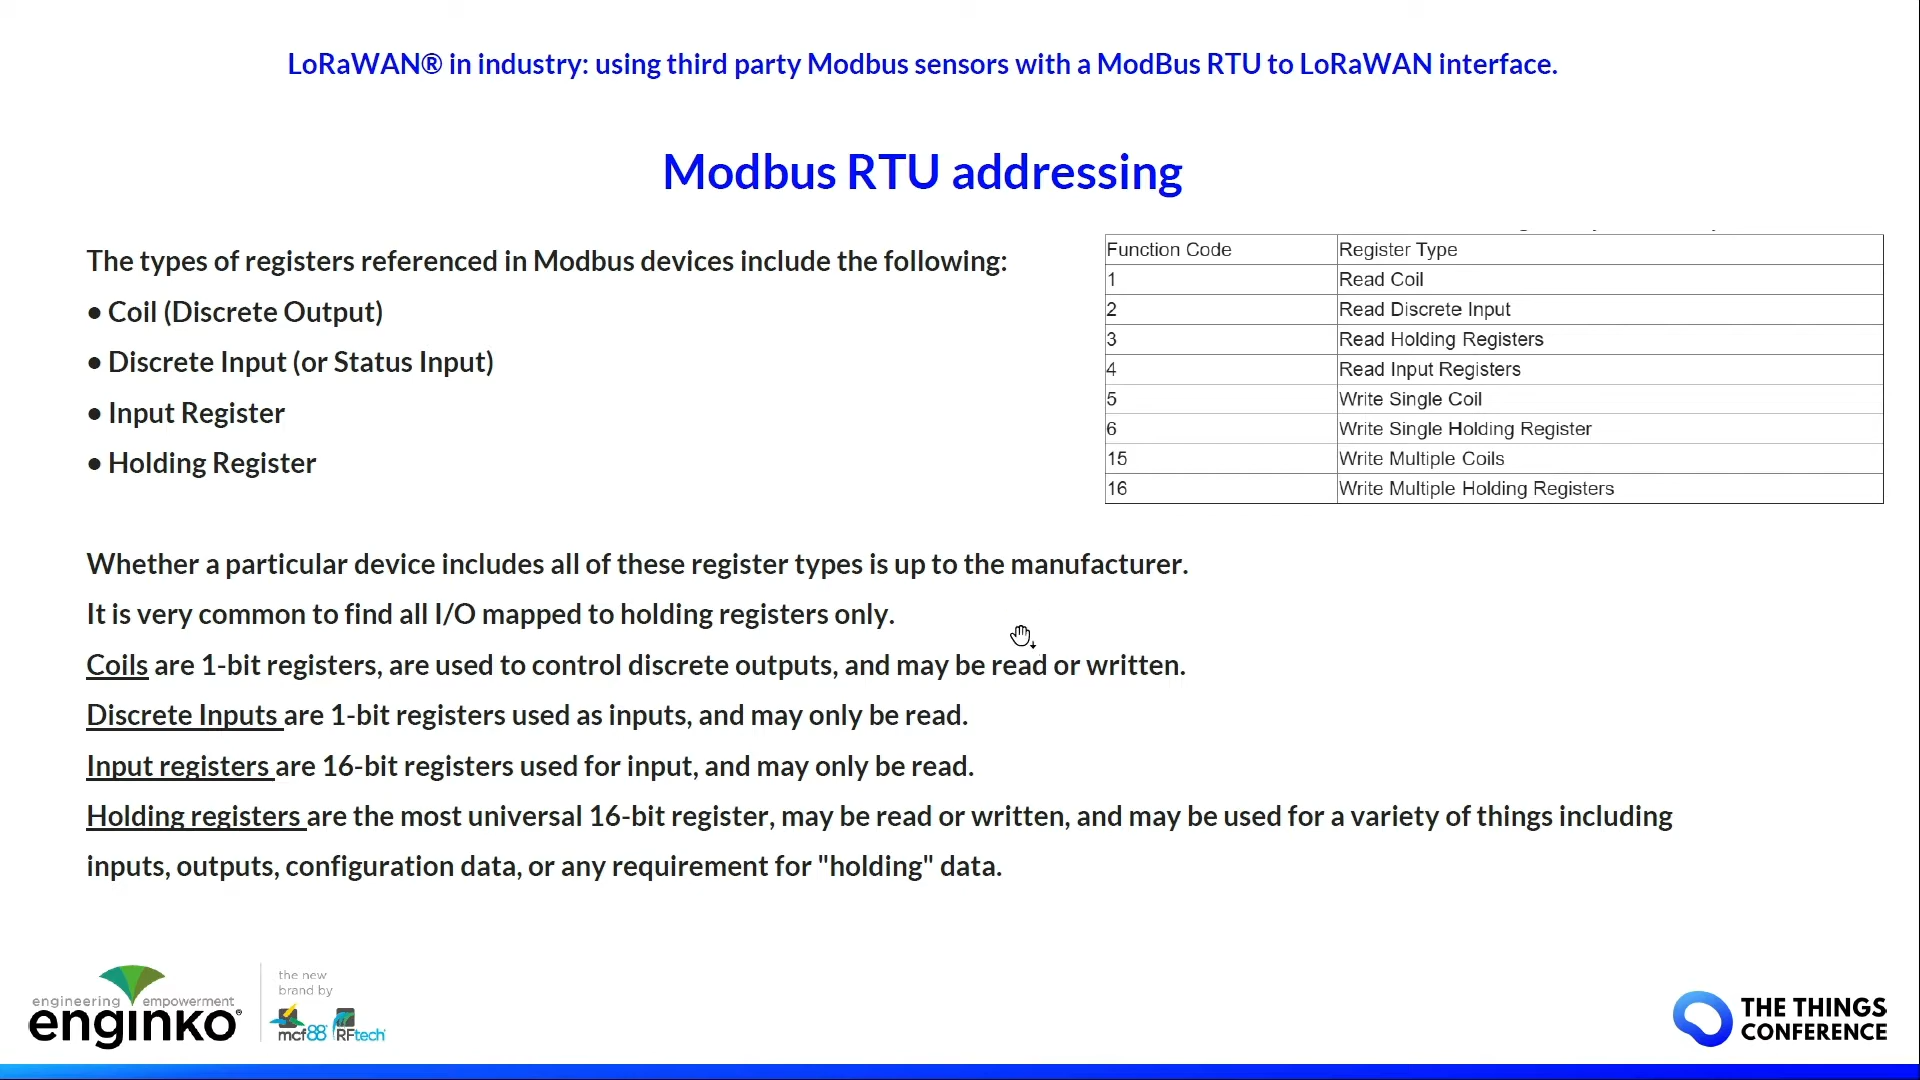 LoRaWAN® in industry: using third party Modbus sensors with a ModBus RTU to LoRaWAN interface.
Modbus RTU addressing
The types of registers referenced in Modbus devices include the following:
• Coil (Discrete Output)
• Discrete Input (or Status Input)
• Input Register
• Holding Register
Function Code Register Type
1 Read Coil
2 Read Discrete Input
3 Read Holding Registers
4 Read Input Registers
5 Write Single Coil
6 Write Single Holding Register
15 Write Multiple Coils
16 Write Multiple Holding Registers
Whether a particular device includes all of these register types is up to the manufacturer.
It is very common to find all I/O mapped to holding registers only.
Coils are 1-bit registers, are used to control discrete outputs, and may be read or written.
Discrete Inputs are 1-bit registers used as inputs, and may only be read.
Input registers are 16-bit registers used for input, and may only be read.
Holding registers are the most universal 16-bit register, may be read or written, and may be used for a variety of things including
inputs, outputs, configuration data, or any requirement for "holding" data.
engineering empowerment
enginko®
the new
brand by
mcf88® RFtech
THE THINGS
CONFERENCE